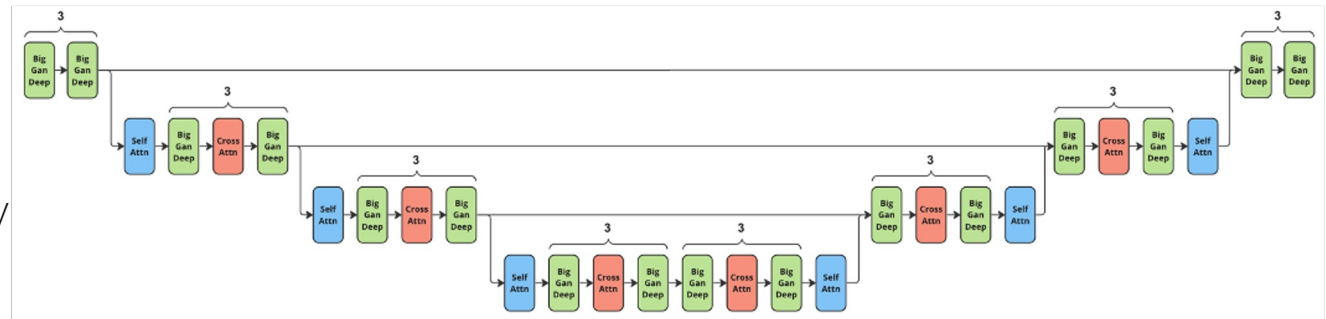 3
3
Big Gan Deep
Big Gan Deep
Big Gan Deep
Big Gan Deep
3
3
Self Attn
Big Gan Deep
Cross Attn
Big Gan Deep
Big Gan Deep
Cross Attn
Big Gan Deep
Self Attn
3
3
Self Attn
Big Gan Deep
Cross Attn
Big Gan Deep
Big Gan Deep
Cross Attn
Big Gan Deep
Self Attn
/
3
3
Self Attn
Big Gan Deep
Cross Attn
Big Gan Deep
Big Gan Deep
Cross Attn
Big Gan Deep
Self Attn